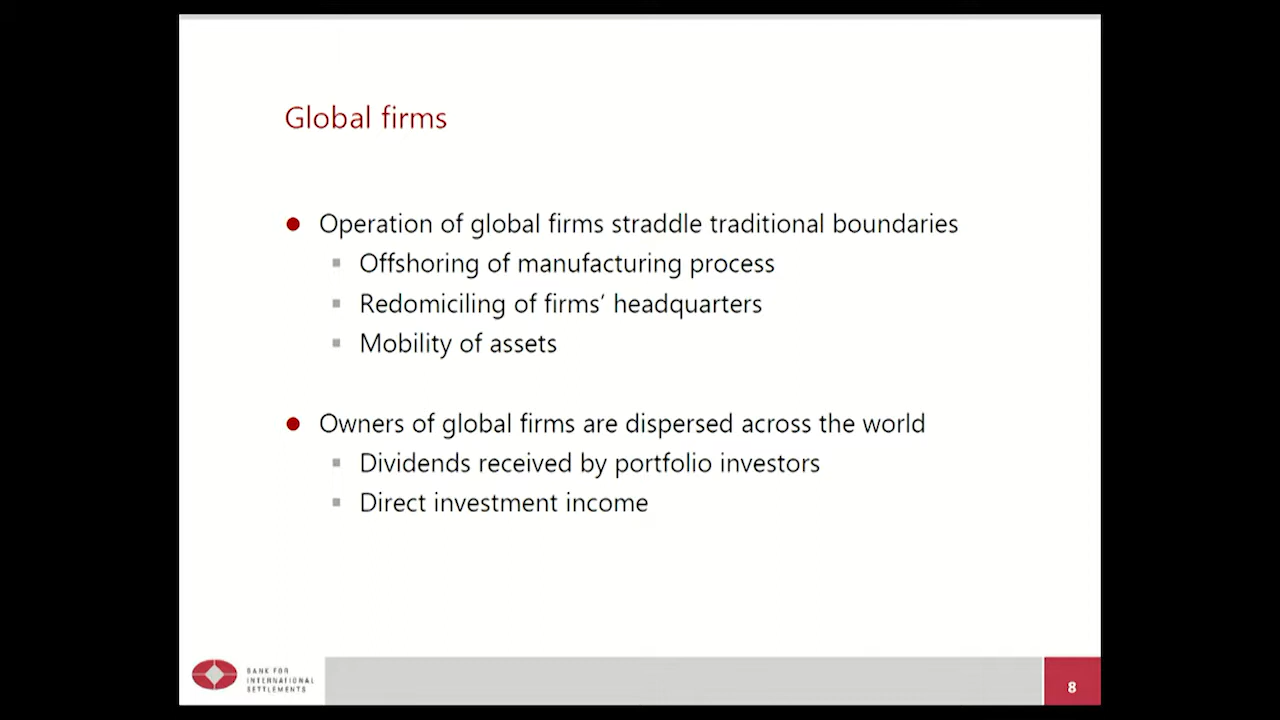 Global firms
Operation of global firms straddle traditional boundaries
Offshoring of manufacturing process
Redomiciling of firms’ headquarters
Mobility of assets
Owners of global firms are dispersed across the world
Dividends received by portfolio investors
Direct investment income
BANK FOR
INTERNATIONAL
SETTLEMENTS
8